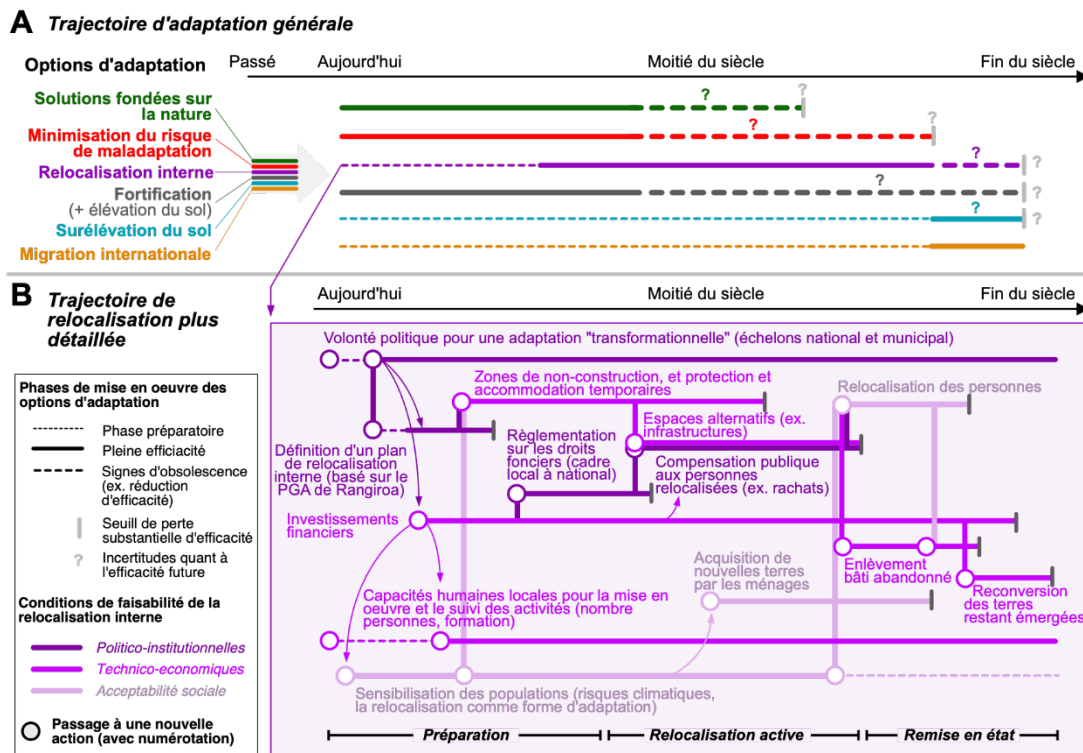 A Trajectoire d'adaptation générale
Options d'adaptation
Passé
Aujourd'hui
Moitié du siècle
Fin du siècle
Solutions fondées sur
la nature
Minimisation du risque
de maladaptation
Relocalisation interne
Fortification
(+ élévation du sol)
Surélévation du sol
Migration internationale
?
?
?
?
?
?
?
?
?
?
B Trajectoire de
relocalisation plus
détaillée
Aujourd'hui
Moitié du siècle
Fin du siècle
Phases de mise en oeuvre des
options d'adaptation
Phase préparatoire
Pleine efficacité
Signes d'obsolescence
(ex. réduction
d'efficacité)
Seuill de perte
substantielle d'efficacité
? Incertitudes quant à
l'efficacité future
Conditions de faisabilité de la
relocalisation interne
Politico-institutionnelles
Technico-economiques
Acceptabilité sociale
Passage à une nouvelle
action (avec numérotation)
Volonté politique pour une adaptation "transformationnelle" (échelons national et municipal)
Zones de non-construction, et protection et
accommodation temporaires
Relocalisation des personnes
Espaces alternatifs (ex.
infrastructures)
Définition d'un plan
de relocalisation
interne (basé sur le
PGA de Rangiroa)
Règlementation
sur les droits
fonciers (cadre
local à national)
Compensation publique
aux personnes
relocalisées (ex. rachats)
Investissements
financiers
Enlèvement
bâti abandonné
Acquisition de
nouvelles terres
par les ménages
Reconversion
des terres
restant émergées
Capacités humaines locales pour la mise en
oeuvre et le suivi des activités (nombre
personnes, formation)
Sensibilisation des populations (risques climatiques,
la relocalisation comme forme d'adaptation)
Préparation
Relocalisation active
Remise en état